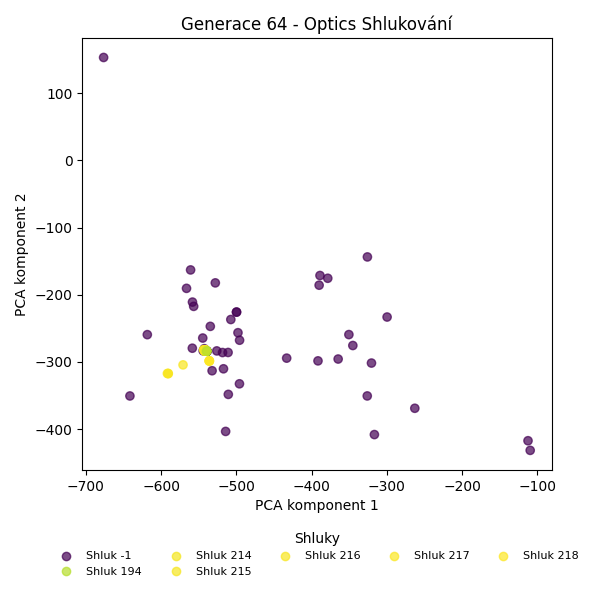 Generace 64 - Optics Shlukování
PCA komponent 2
100
0
−100
−200
−300
−400
−700 −600 −500 −400 −300 −200 −100
PCA komponent 1
Shluky
Shluk -1 Shluk 214 Shluk 216 Shluk 217 Shluk 218
Shluk 194 Shluk 215